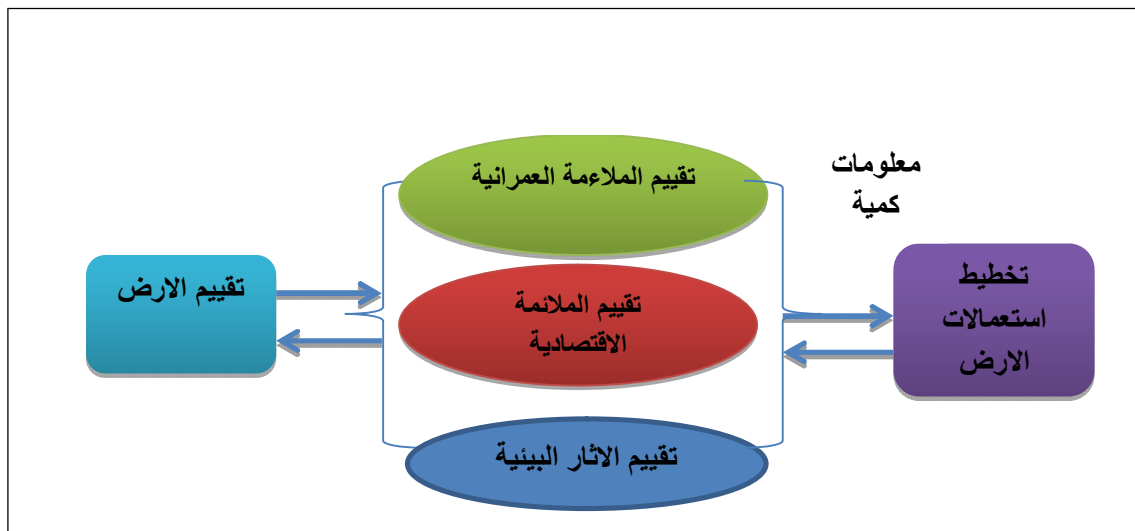 تقييم الملاءمة العمرانية
معلومات
كمية
تقييم الارض
تقييم الملائمة
الاقتصادية
تخطيط
استعمالات
الارض
تقييم الاثار البيئية